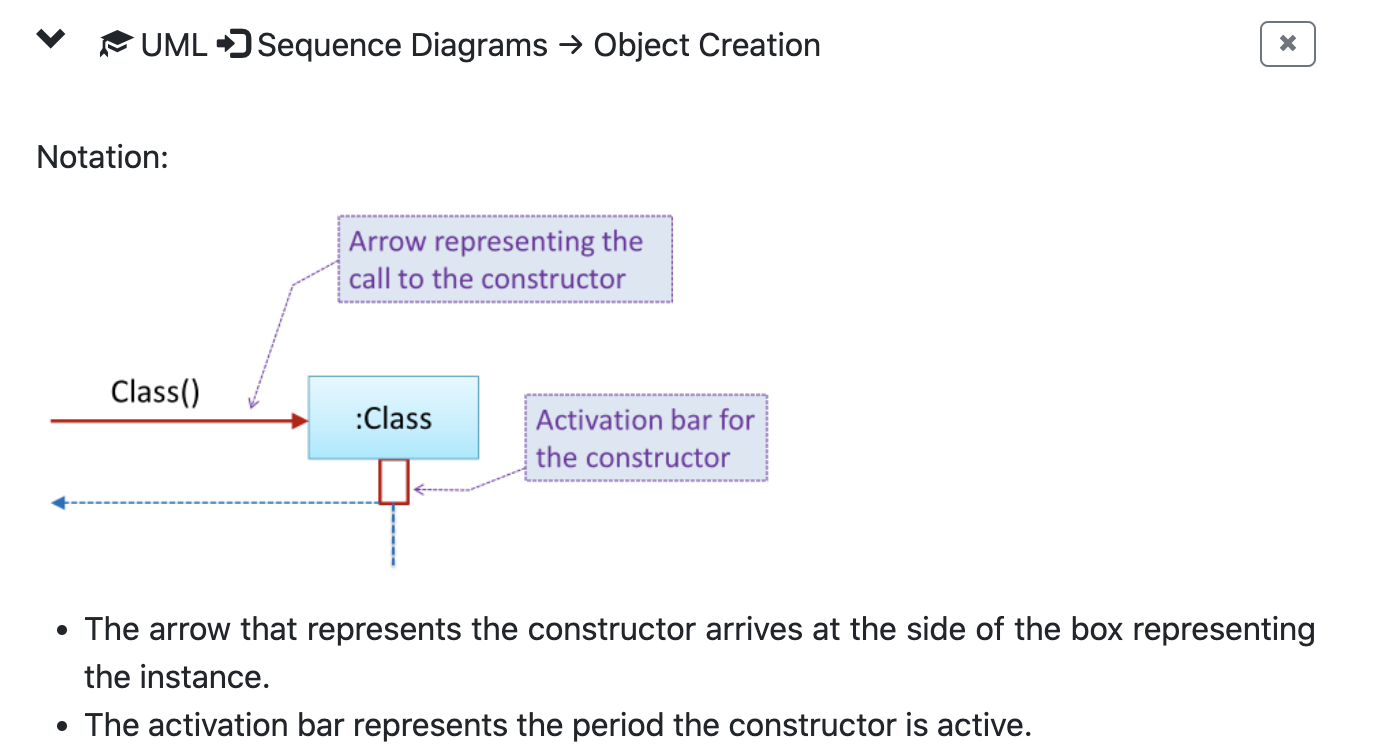 UML Sequence Diagrams → Object Creation
Notation:
Arrow representing the
call to the constructor
Class()
:Class
Activation bar for
the constructor
• The arrow that represents the constructor arrives at the side of the box representing
the instance.
• The activation bar represents the period the constructor is active.